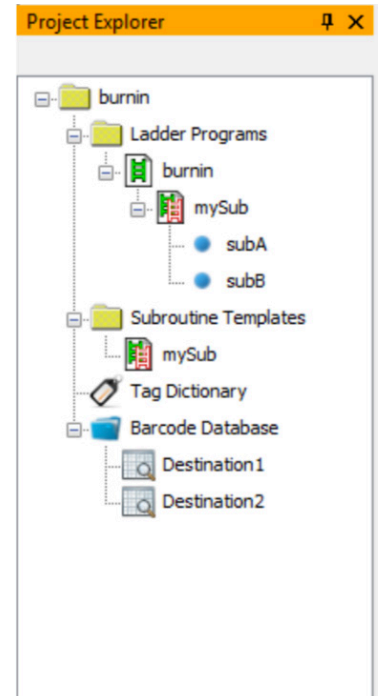 Project Explorer
burnin
Ladder Programs
burnin
mySub
subA
subB
Subroutine Templates
mySub
Tag Dictionary
Barcode Database
Destination1
Destination2